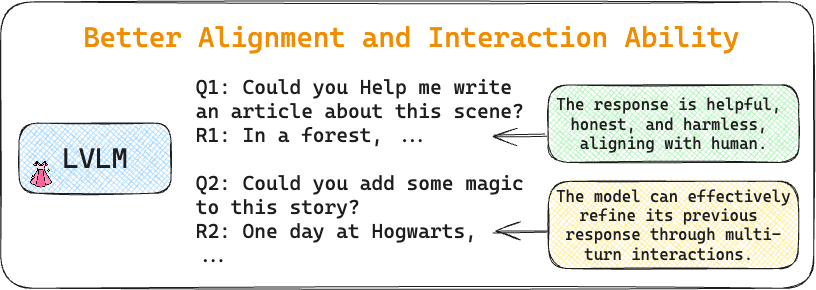 Better Alignment and Interaction Ability
LVLM
Q1: Could you Help me write
an article about this scene?
R1: In a forest, ...
The response is helpful,
honest, and harmless,
aligning with human.
Q2: Could you add some magic
to this story?
R2: One day at Hogwarts,
...
The model can effectively
refine its previous
response through multi-
turn interactions.